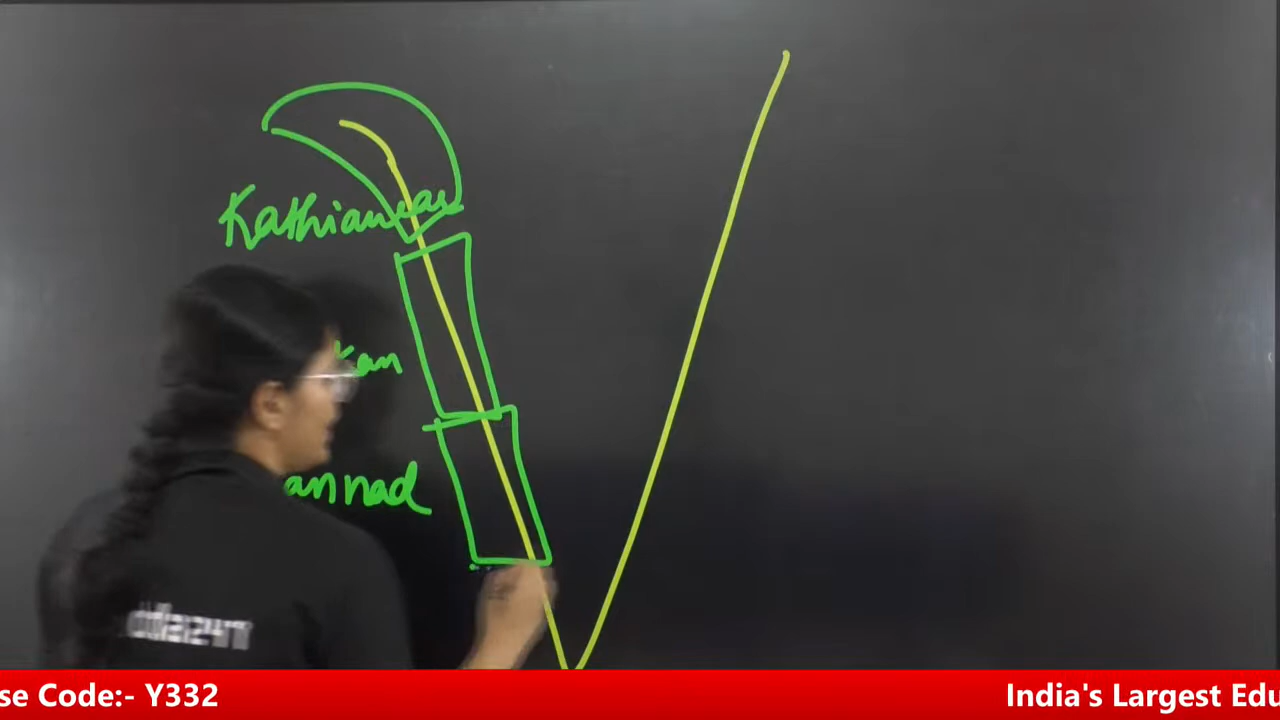 Kathiawar
kan
annad
se Code:- Y332
India's Largest Edu